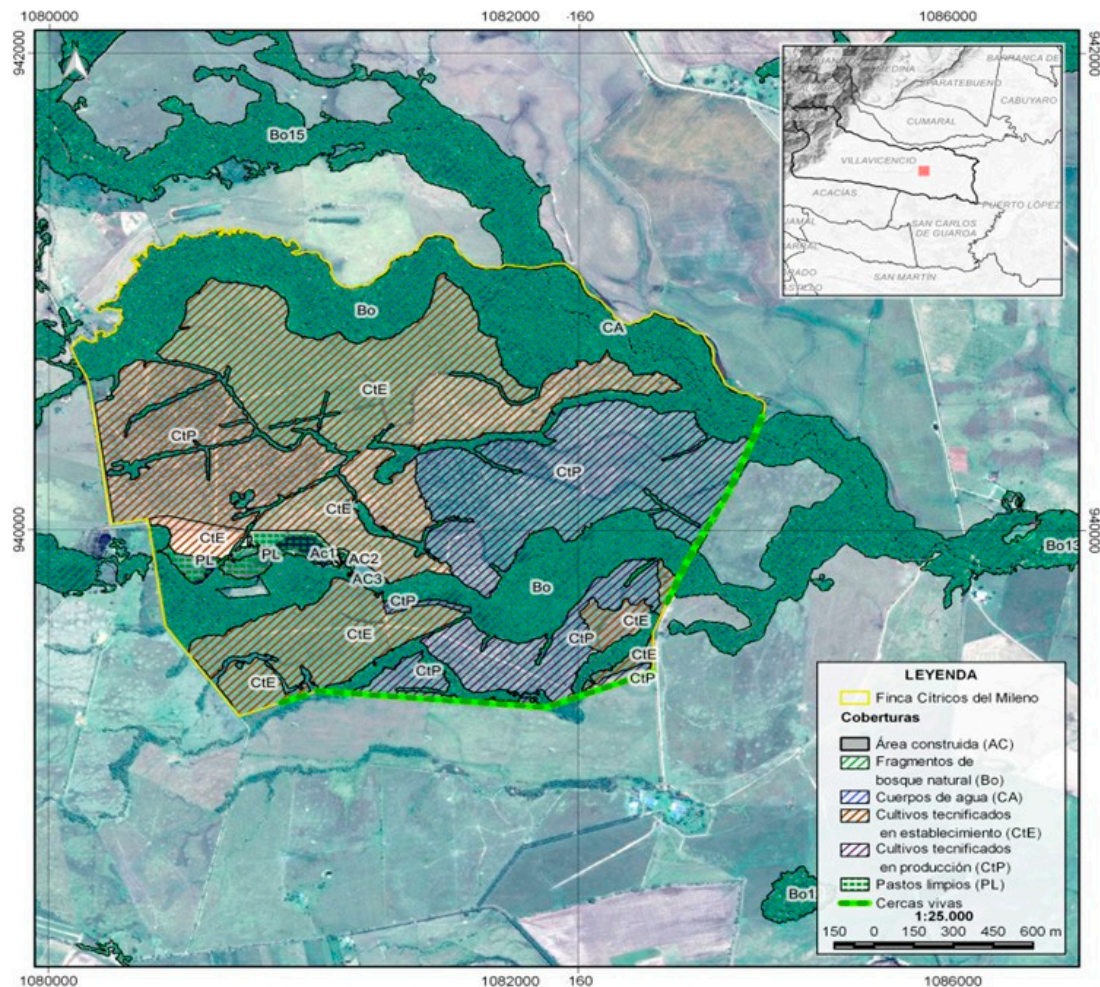 1080000
1082000 -160
1086000
942000
942000
N
BARRANCA DE
MEDINA
PARATEBUENO
CABUYARO
CUMARAL
VILLAVICENCIO
ACACÍAS
PUERTO LÓPEZ
SAN CARLOS
DE GUAROA
SAN MARTÍN
Bo15
Bo
CA
CtE
CtP
CtP
CtE
940000
940000
CtE
PL
PL
Ac1
AC2
AC3
Bo13
Bo
CtP
CtE
CtE
CtP
CtE
CtP
CtP
CtE
LEYENDA
Finca Cítricos del Mileno
Coberturas
Área construida (AC)
Fragmentos de
bosque natural (Bo)
Cuerpos de agua (CA)
Cultivos tecnificados
en establecimiento (CtE)
Cultivos tecnificados
en producción (CtP)
Pastos limpios (PL)
Cercas vivas
1:25.000
150 0 150 300 450 600 m
1080000
1082000 -160
1086000